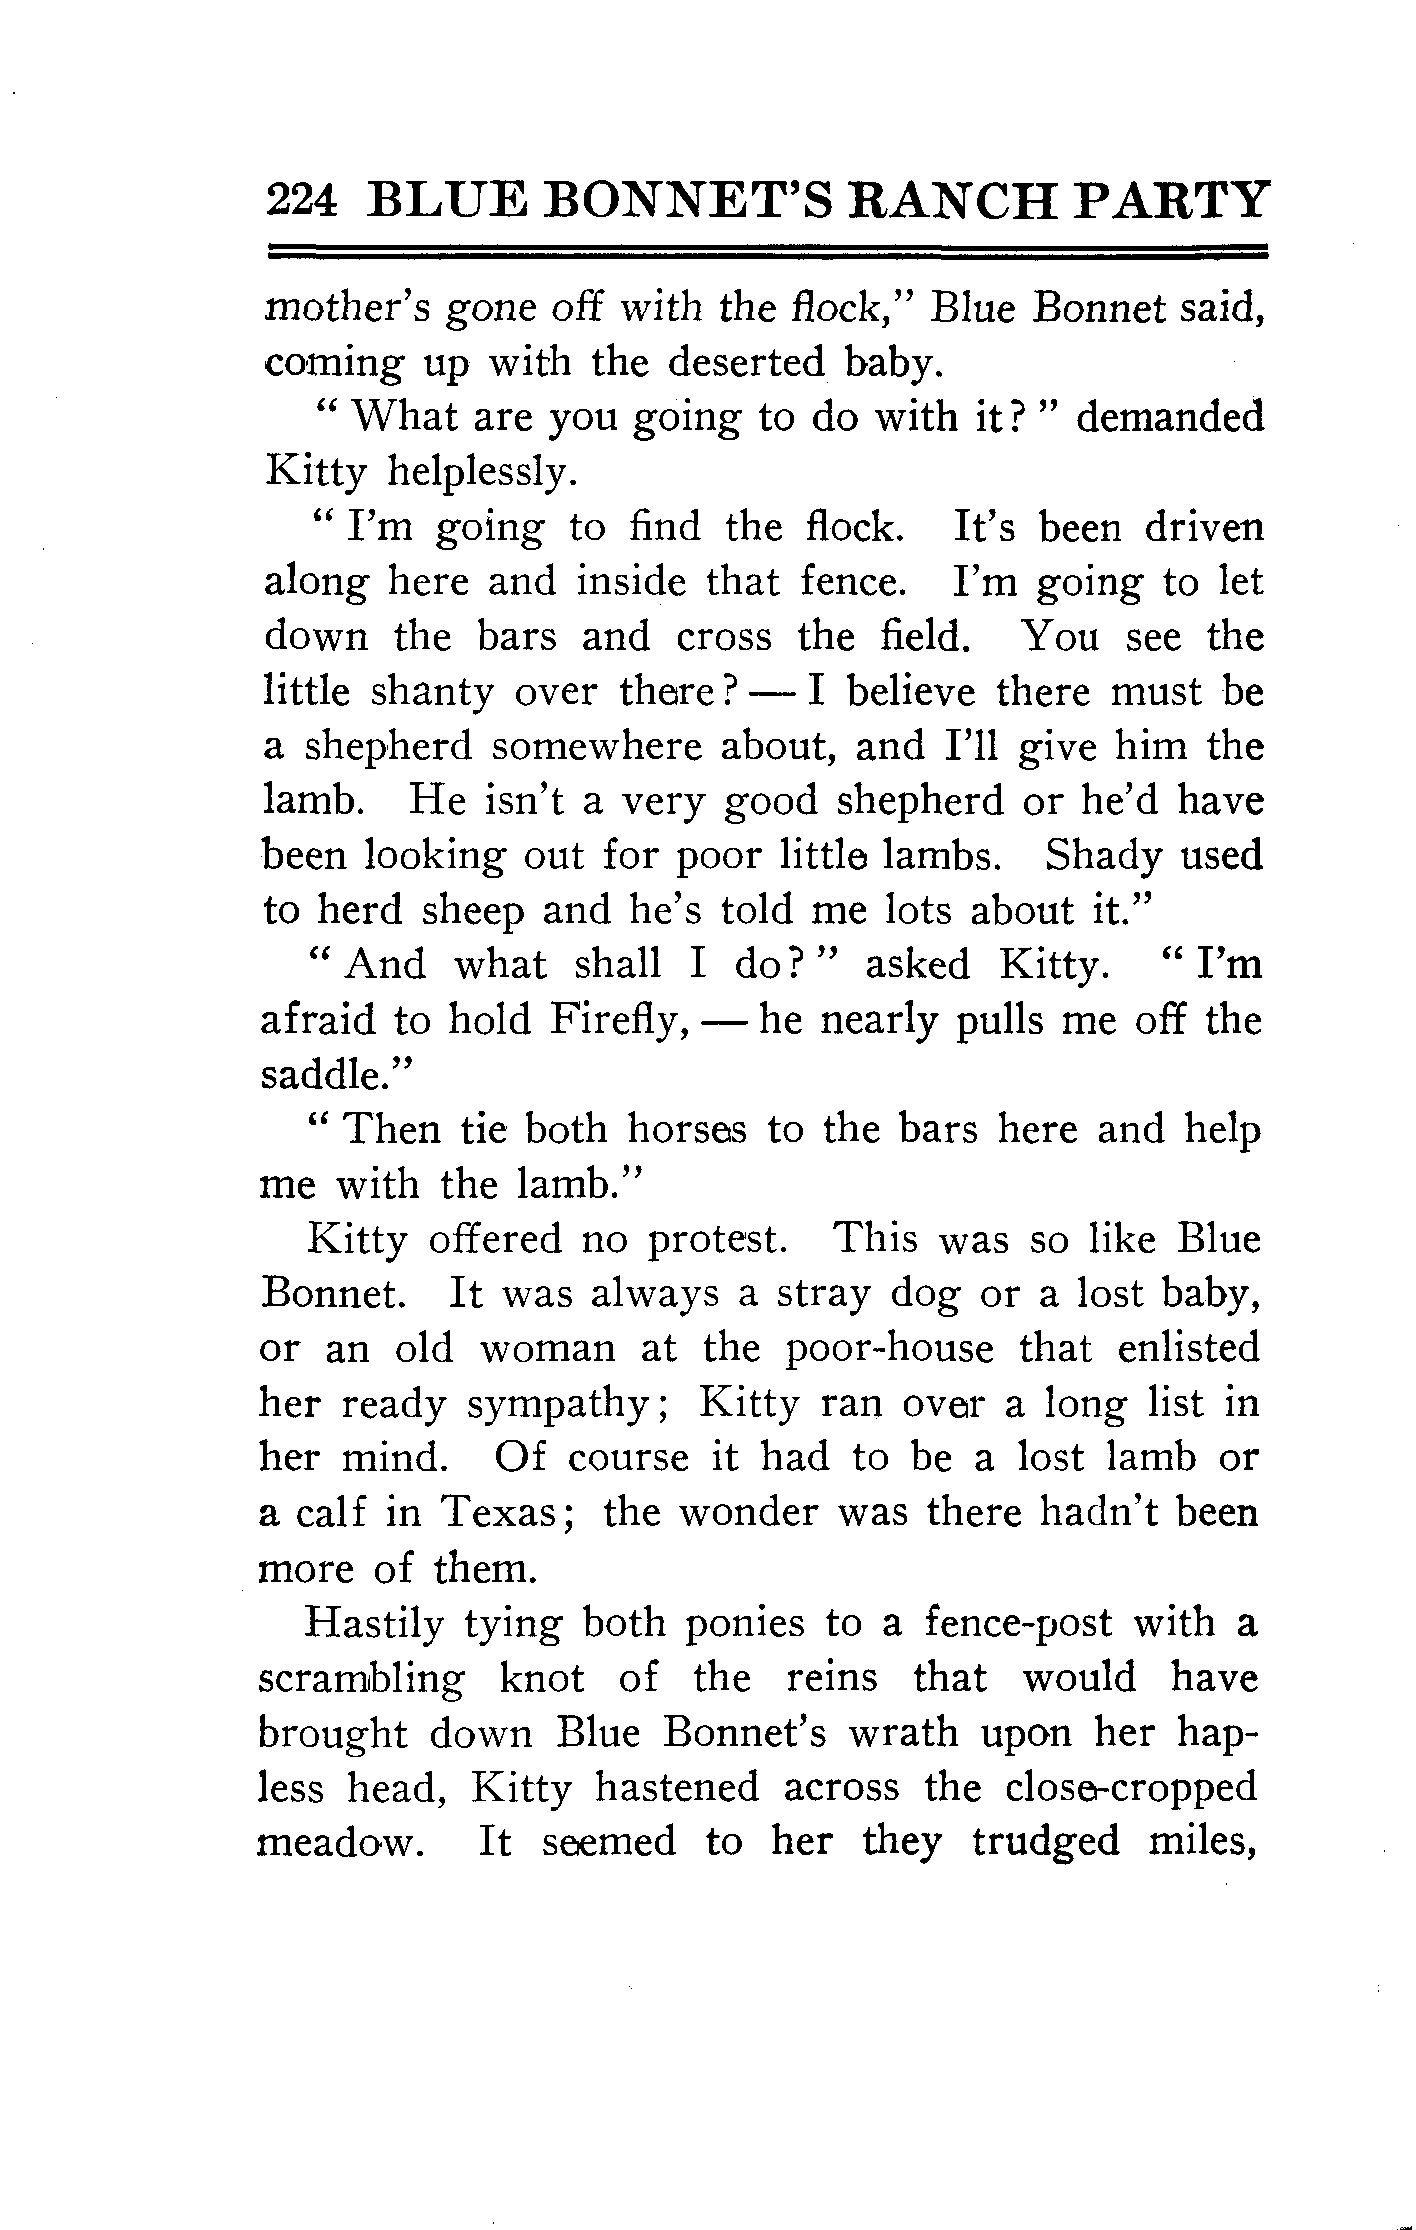 224 BLUE BONNET'S RANCH PARTY
mother's gone off with the flock," Blue Bonnet said,
coming up with the deserted baby.
" What are you going to do with it? " demanded
Kitty helplessly.
" I'm going to find the flock. It's been driven
along here and inside that fence. I'm going to let
down the bars and cross the field. You see the
little shanty over there? — I believe there must be
a shepherd somewhere about, and I'll give him the
lamb. He isn't a very good shepherd or he'd have
been looking out for poor little lambs. Shady used
to herd sheep and he's told me lots about it."
" And what shall I do? " asked Kitty. " I'm
afraid to hold Firefly, — he nearly pulls me off the
saddle."
" Then tie both horses to the bars here and help
me with the lamb."
Kitty offered no protest. This was so like Blue
Bonnet. It was always a stray dog or a lost baby,
or an old woman at the poor-house that enlisted
her ready sympathy; Kitty ran over a long list in
her mind. Of course it had to be a lost lamb or
a calf in Texas; the wonder was there hadn't been
more of them.
Hastily tying both ponies to a fence-post with a
scrambling knot of the reins that would have
brought down Blue Bonnet's wrath upon her hap-
less head, Kitty hastened across the close-cropped
meadow. It seemed to her they trudged miles,